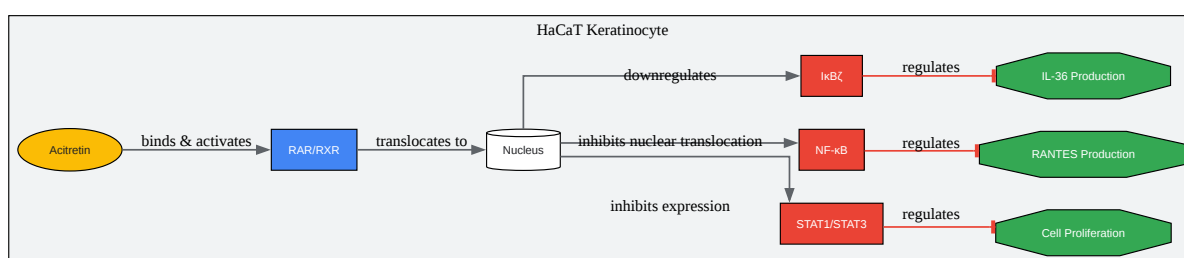 HaCaT Keratinocyte
downregulates
IκBζ
regulates
IL-36 Production
Acitretin
binds & activates
RAR/RXR
translocates to
Nucleus
inhibits nuclear translocation
NF-κB
regulates
RANTES Production
inhibits expression
STAT1/STAT3
regulates
Cell Proliferation